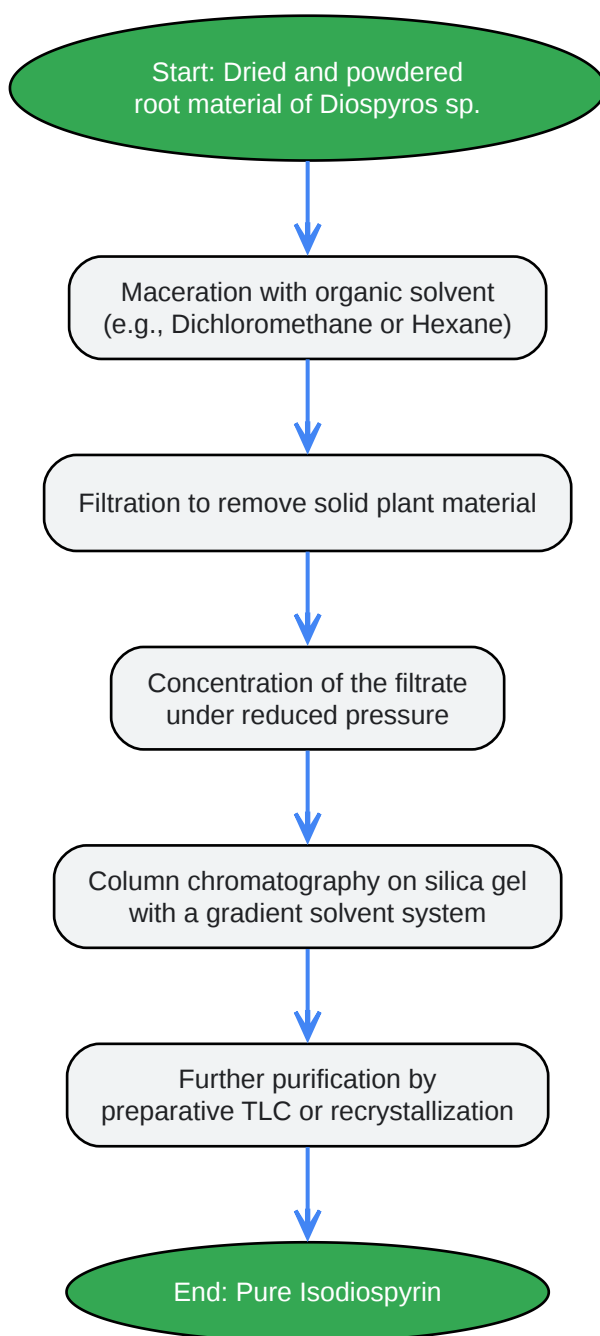 Start: Dried and powdered
root material of Diospyros sp.
Maceration with organic solvent
(e.g., Dichloromethane or Hexane)
Filtration to remove solid plant material
Concentration of the filtrate
under reduced pressure
Column chromatography on silica gel
with a gradient solvent system
Further purification by
preparative TLC or recrystallization
End: Pure Isodiospyrin